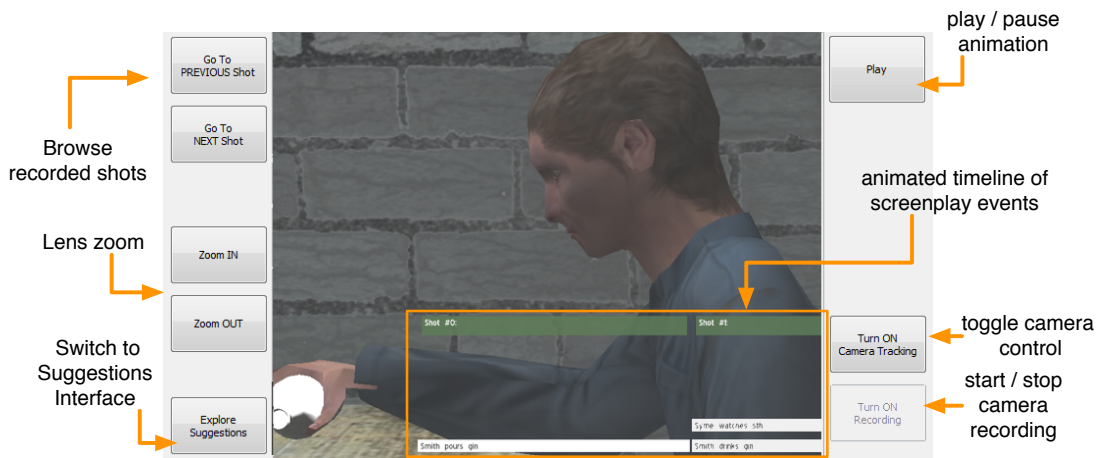 play / pause
animation
Go To
PREVIOUS Shot
Play
Go To
NEXT Shot
Browse
recorded shots
animated timeline of
screenplay events
Lens zoom
Zoom IN
Zoom OUT
Shot #0:
Shot #1:
Switch to
Suggestions
Interface
Turn ON
Camera Tracking
toggle camera
control
start / stop
camera
recording
Turn ON
Recording
Explore
Suggestions
Syme watches sth
Smith pours gin
Smith drinks gin